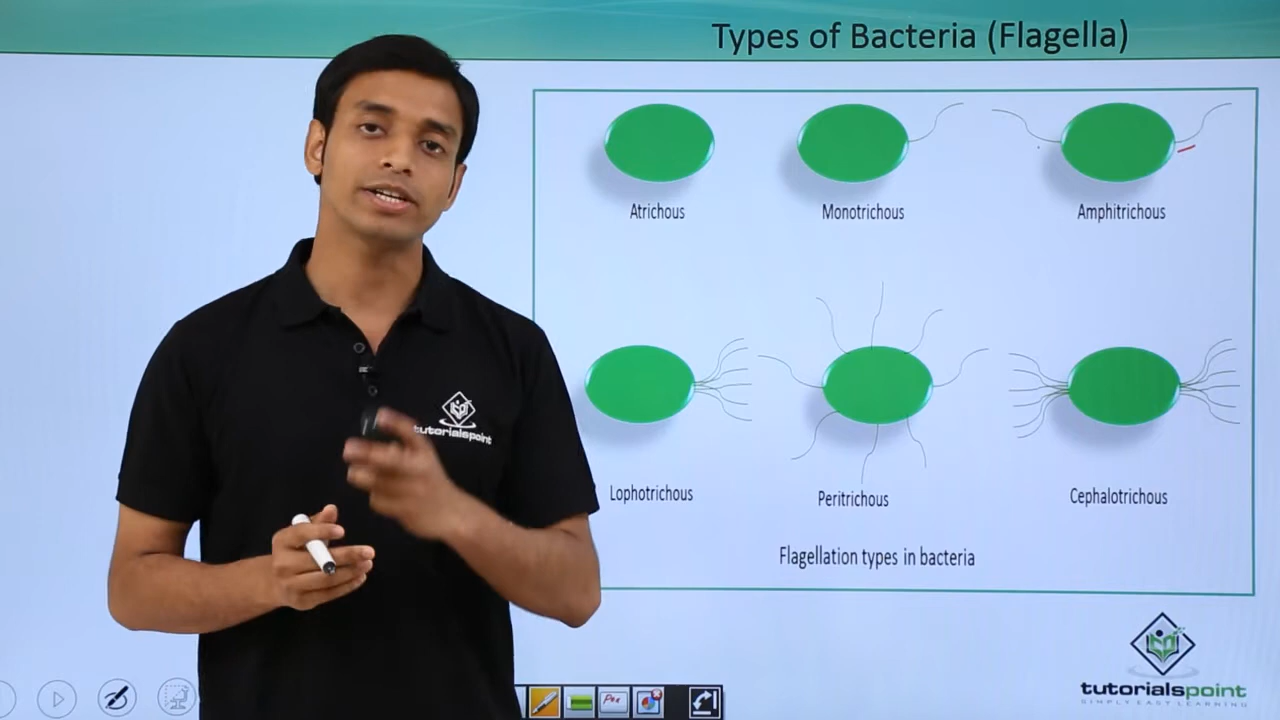 Types of Bacteria (Flagella)
Atrichous
Monotrichous
Amphitrichous
Lophotrichous
Peritrichous
Cephalotrichous
Flagellation types in bacteria
tutorialspoint
tutorialspoint
SIMPLY EASY LEARNING